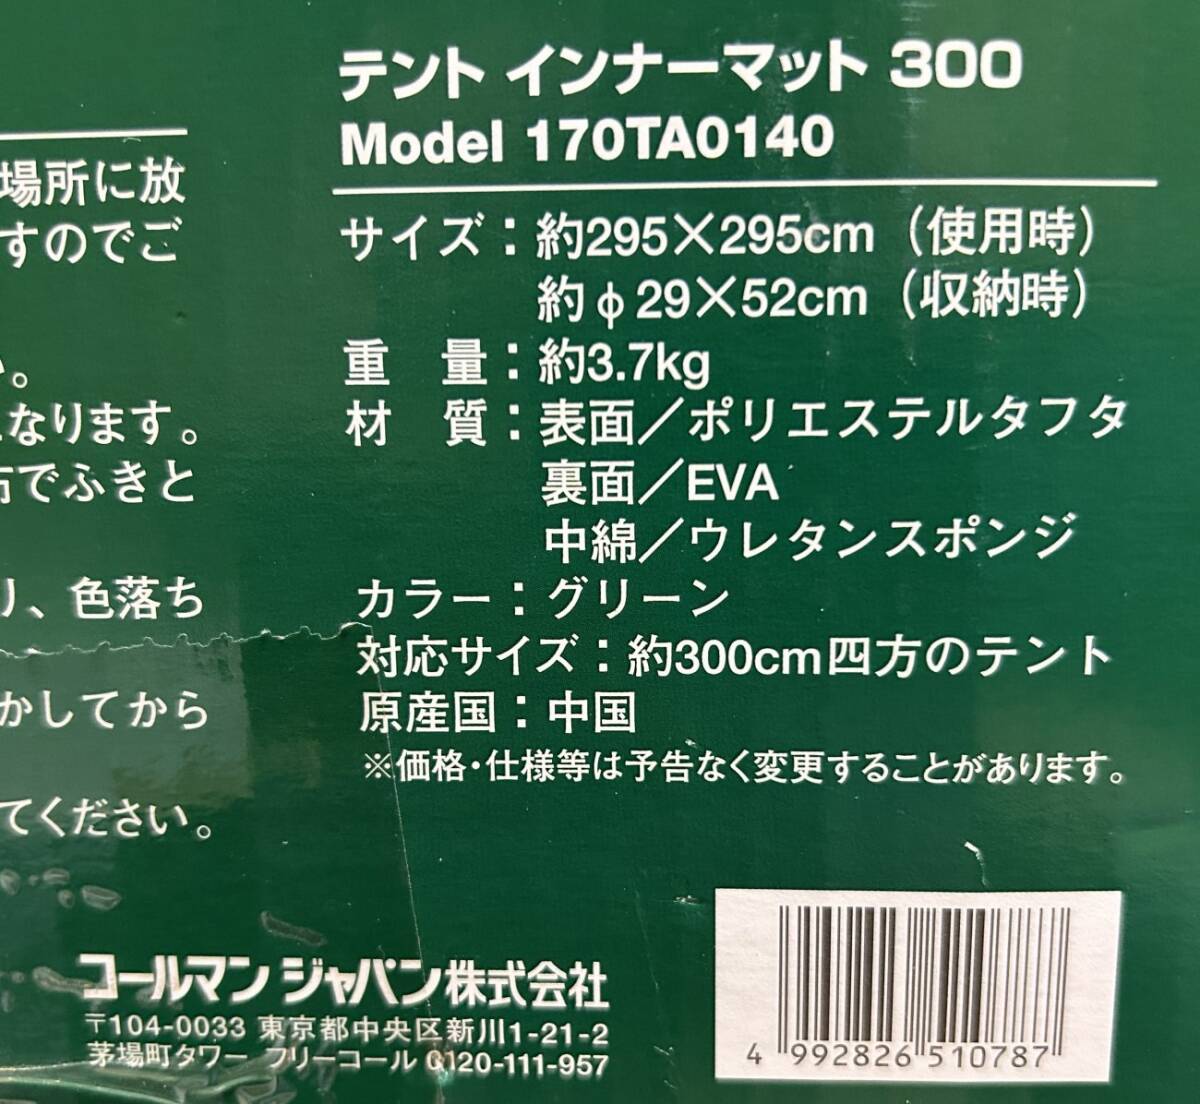 場所に放
すのでご
い。
なります。
でふきと
り、色落ち
かしてから
てください。
テント インナーマット 300
Model 170TA0140
サイズ：約295×295cm（使用時）
約φ29×52cm（収納時）
重　量：約3.7kg
材　質：表面／ポリエステルタフタ
裏面／EVA
中綿／ウレタンスポンジ
カラー：グリーン
対応サイズ：約300cm四方のテント
原産国：中国
※価格・仕様等は予告なく変更することがあります。
コールマン ジャパン株式会社
〒104-0033 東京都中央区新川1-21-2
茅場町タワー フリーコール 0120-111-957
4 992826 510787